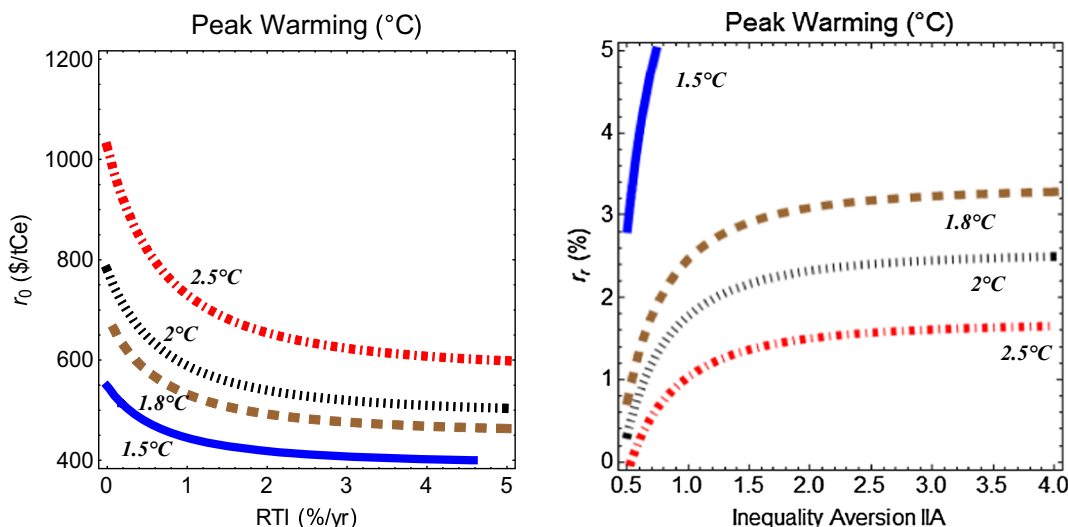 Peak Warming (°C)
1200
1000
800
600
400
r0 ($/tCe)
2.5°C
2°C
1.8°C
1.5°C
0 1 2 3 4 5
RTI (%/yr)
Peak Warming (°C)
5
4
3
2
1
0
rr (%)
1.5°C
1.8°C
2°C
2.5°C
0.5 1.0 1.5 2.0 2.5 3.0 3.5 4.0
Inequality Aversion IIA